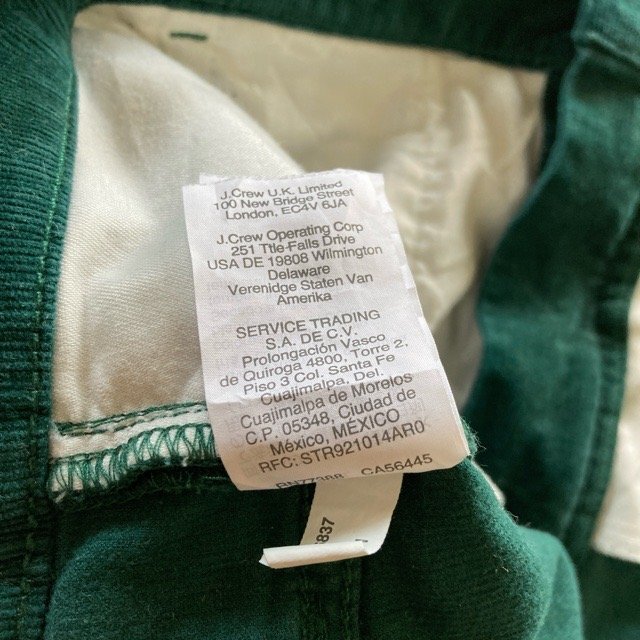 J.Crew U.K. Limited
100 New Bridge Street
London, EC4V 6JA
J.Crew Operating Corp
251 Ttle Falls Drive
USA DE 19808 Wilmington
Delaware
Verenidge Staten Van
Amerika
SERVICE TRADING
S.A. DE C.V.
Prolongación Vasco
de Quiroga 4800, Torre 2,
Piso 3 Col. Santa Fe
Cuajimalpa, Del.
Cuajimalpa de Morelos
C.P. 05348, Ciudad de
México, MEXICO
RFC: STR921014AR0
CA56445
837